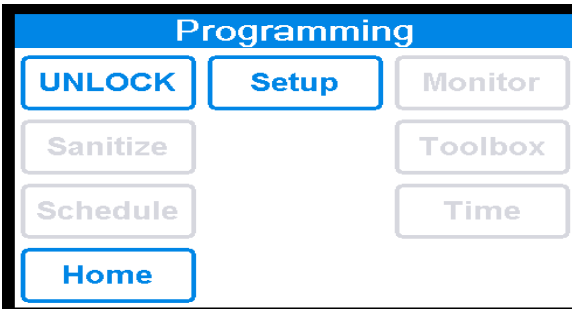 Programming
UNLOCK Setup Monitor
Sanitize Toolbox
Schedule Time
Home